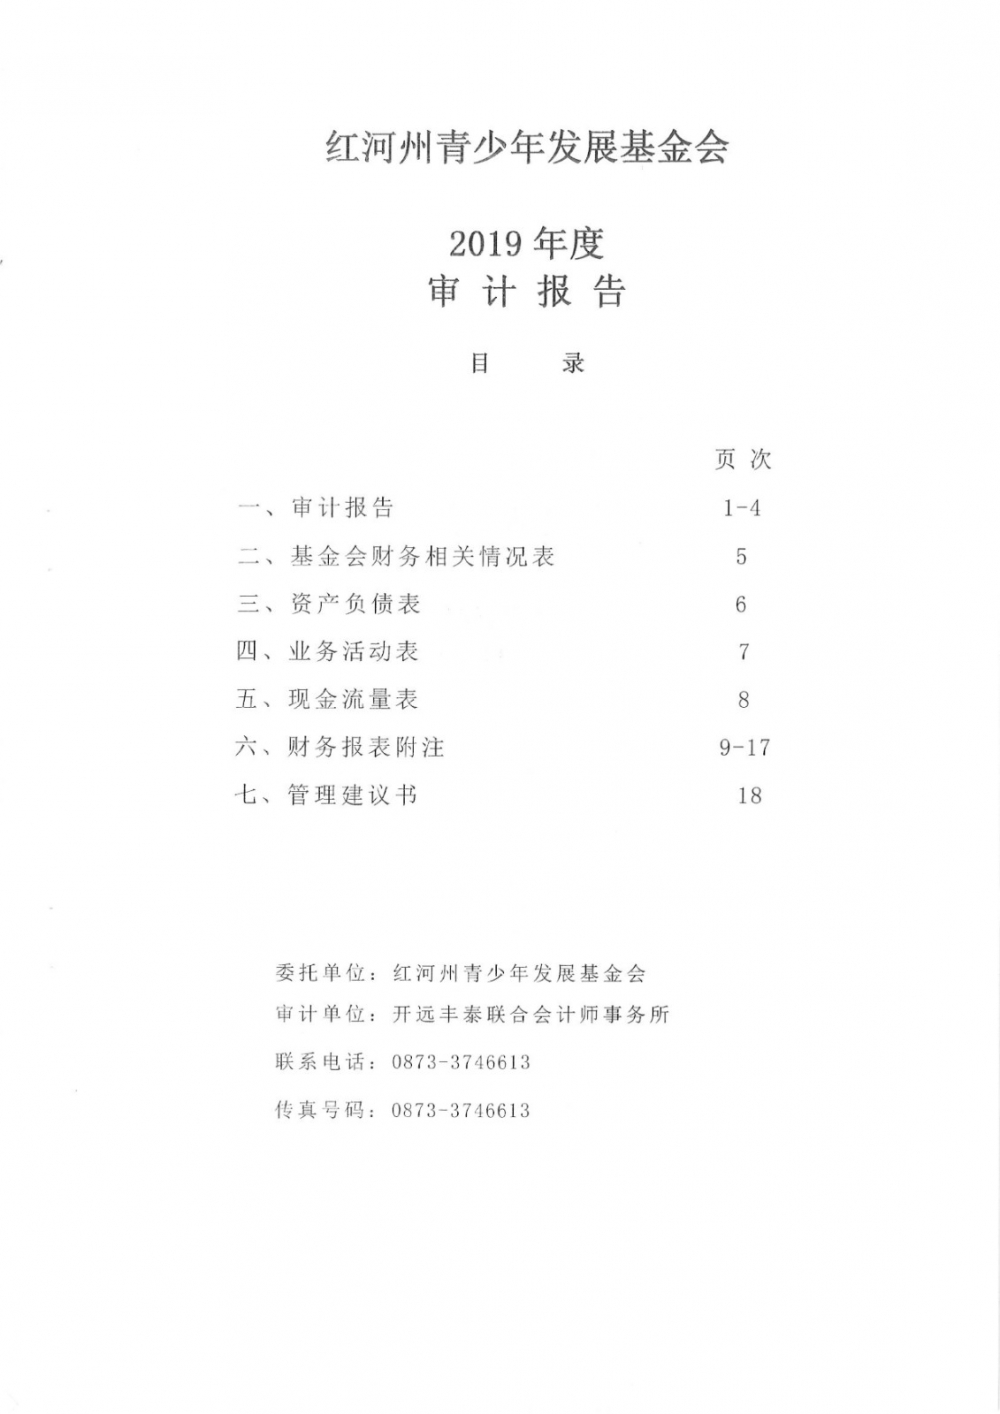 红河州青少年发展基金会
2019 年度
审 计 报 告
目 录
页 次
一、审计报告 1-4
二、基金会财务相关情况表 5
三、资产负债表 6
四、业务活动表 7
五、现金流量表 8
六、财务报表附注 9-17
七、管理建议书 18
委托单位：红河州青少年发展基金会
审计单位：开远丰泰联合会计师事务所
联系电话：0873-3746613
传真号码：0873-3746613